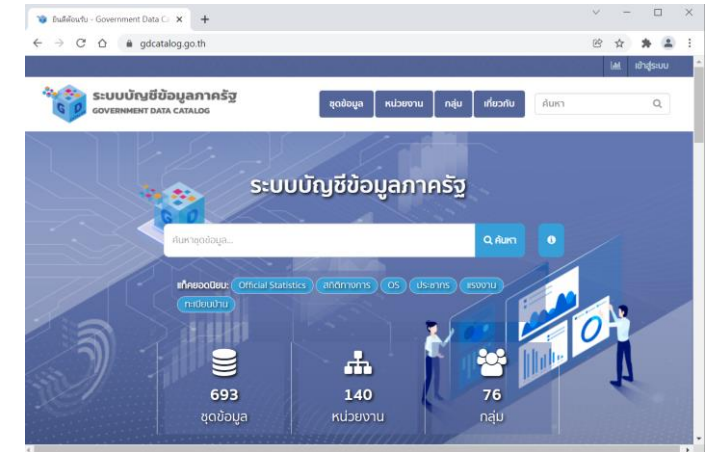 ยินดีต้อนรับ - Government Data Ca
gdcatalog.go.th
เข้าสู่ระบบ
GD
ระบบบัญชีข้อมูลภาครัฐ
GOVERNMENT DATA CATALOG
ชุดข้อมูล หน่วยงาน กลุ่ม เกี่ยวกับ ค้นหา
ระบบบัญชีข้อมูลภาครัฐ
GD
ค้นหาชุดข้อมูล... ค้นหา
แท็คยอดนิยม: Official Statistics สถิติทางการ OS ประชากร แรงงาน
ทะเบียนบ้าน
693 140 76
ชุดข้อมูล หน่วยงาน กลุ่ม